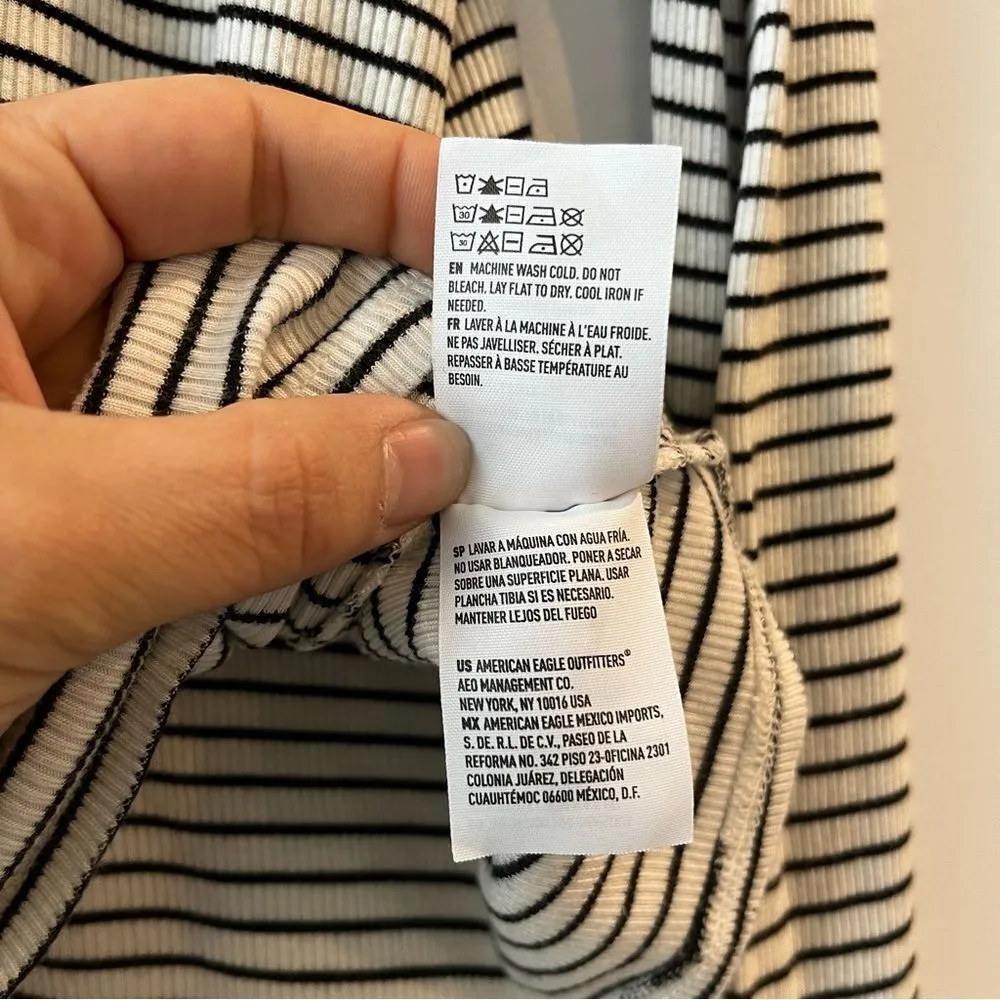 30
30
EN MACHINE WASH COLD. DO NOT
BLEACH. LAY FLAT TO DRY. COOL IRON IF
NEEDED.
FR LAVER À LA MACHINE À L'EAU FROIDE.
NE PAS JAVELLISER. SÉCHER À PLAT.
REPASSER À BASSE TEMPÉRATURE AU
BESOIN.
SP LAVAR A MÁQUINA CON AGUA FRÍA.
NO USAR BLANQUEADOR. PONER A SECAR
SOBRE UNA SUPERFICIE PLANA. USAR
PLANCHA TIBIA SI ES NECESARIO.
MANTENER LEJOS DEL FUEGO
US AMERICAN EAGLE OUTFITTERS®
AEO MANAGEMENT CO.
NEW YORK, NY 10016 USA
MX AMERICAN EAGLE MEXICO IMPORTS,
S. DE R.L. DE C.V., PASEO DE LA
REFORMA NO. 342 PISO 23-OFICINA 2301
COLONIA JUÁREZ, DELEGACIÓN
CUAUHTÉMOC 06600 MÉXICO, D.F.